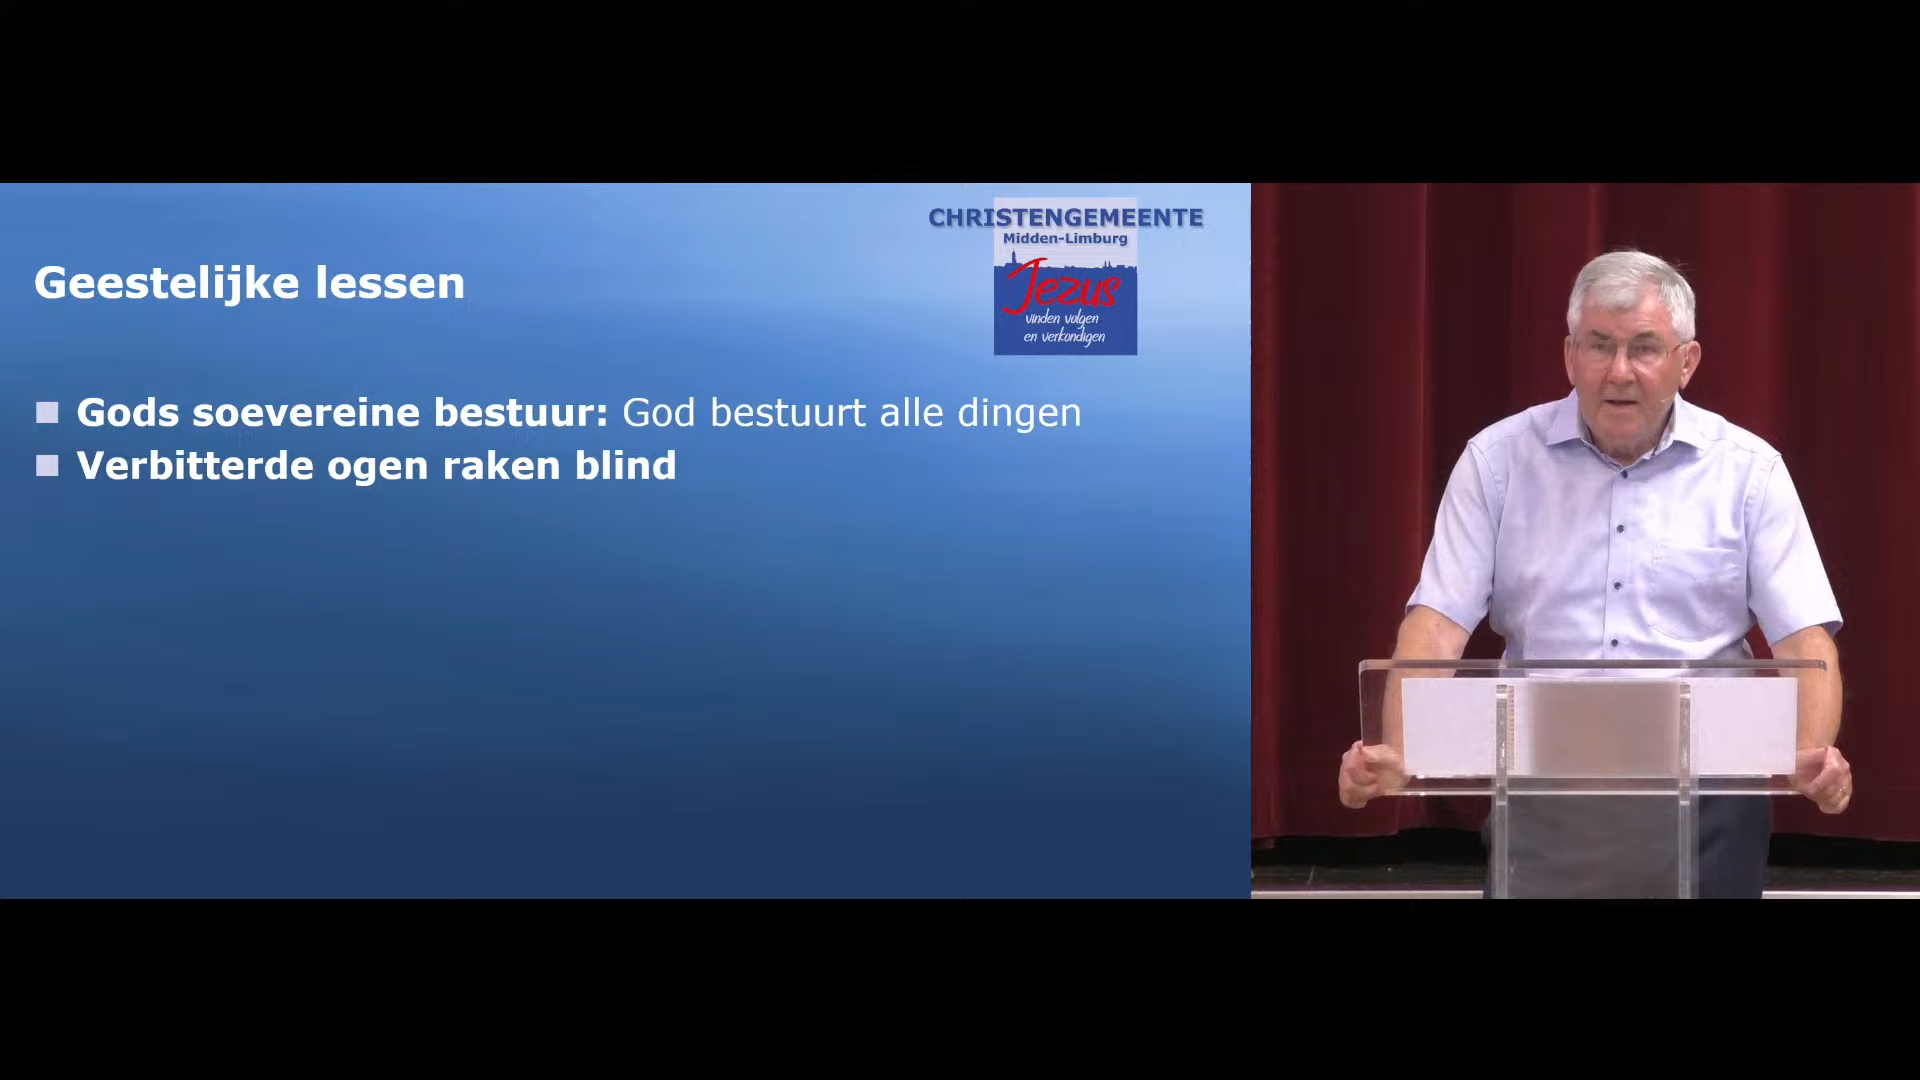 CHRISTENGEMEENTE
Midden-Limburg
Jezus
vinden volgen
en verkondigen
Geestelijke lessen
Gods soevereine bestuur: God bestuurt alle dingen
Verbitterde ogen raken blind